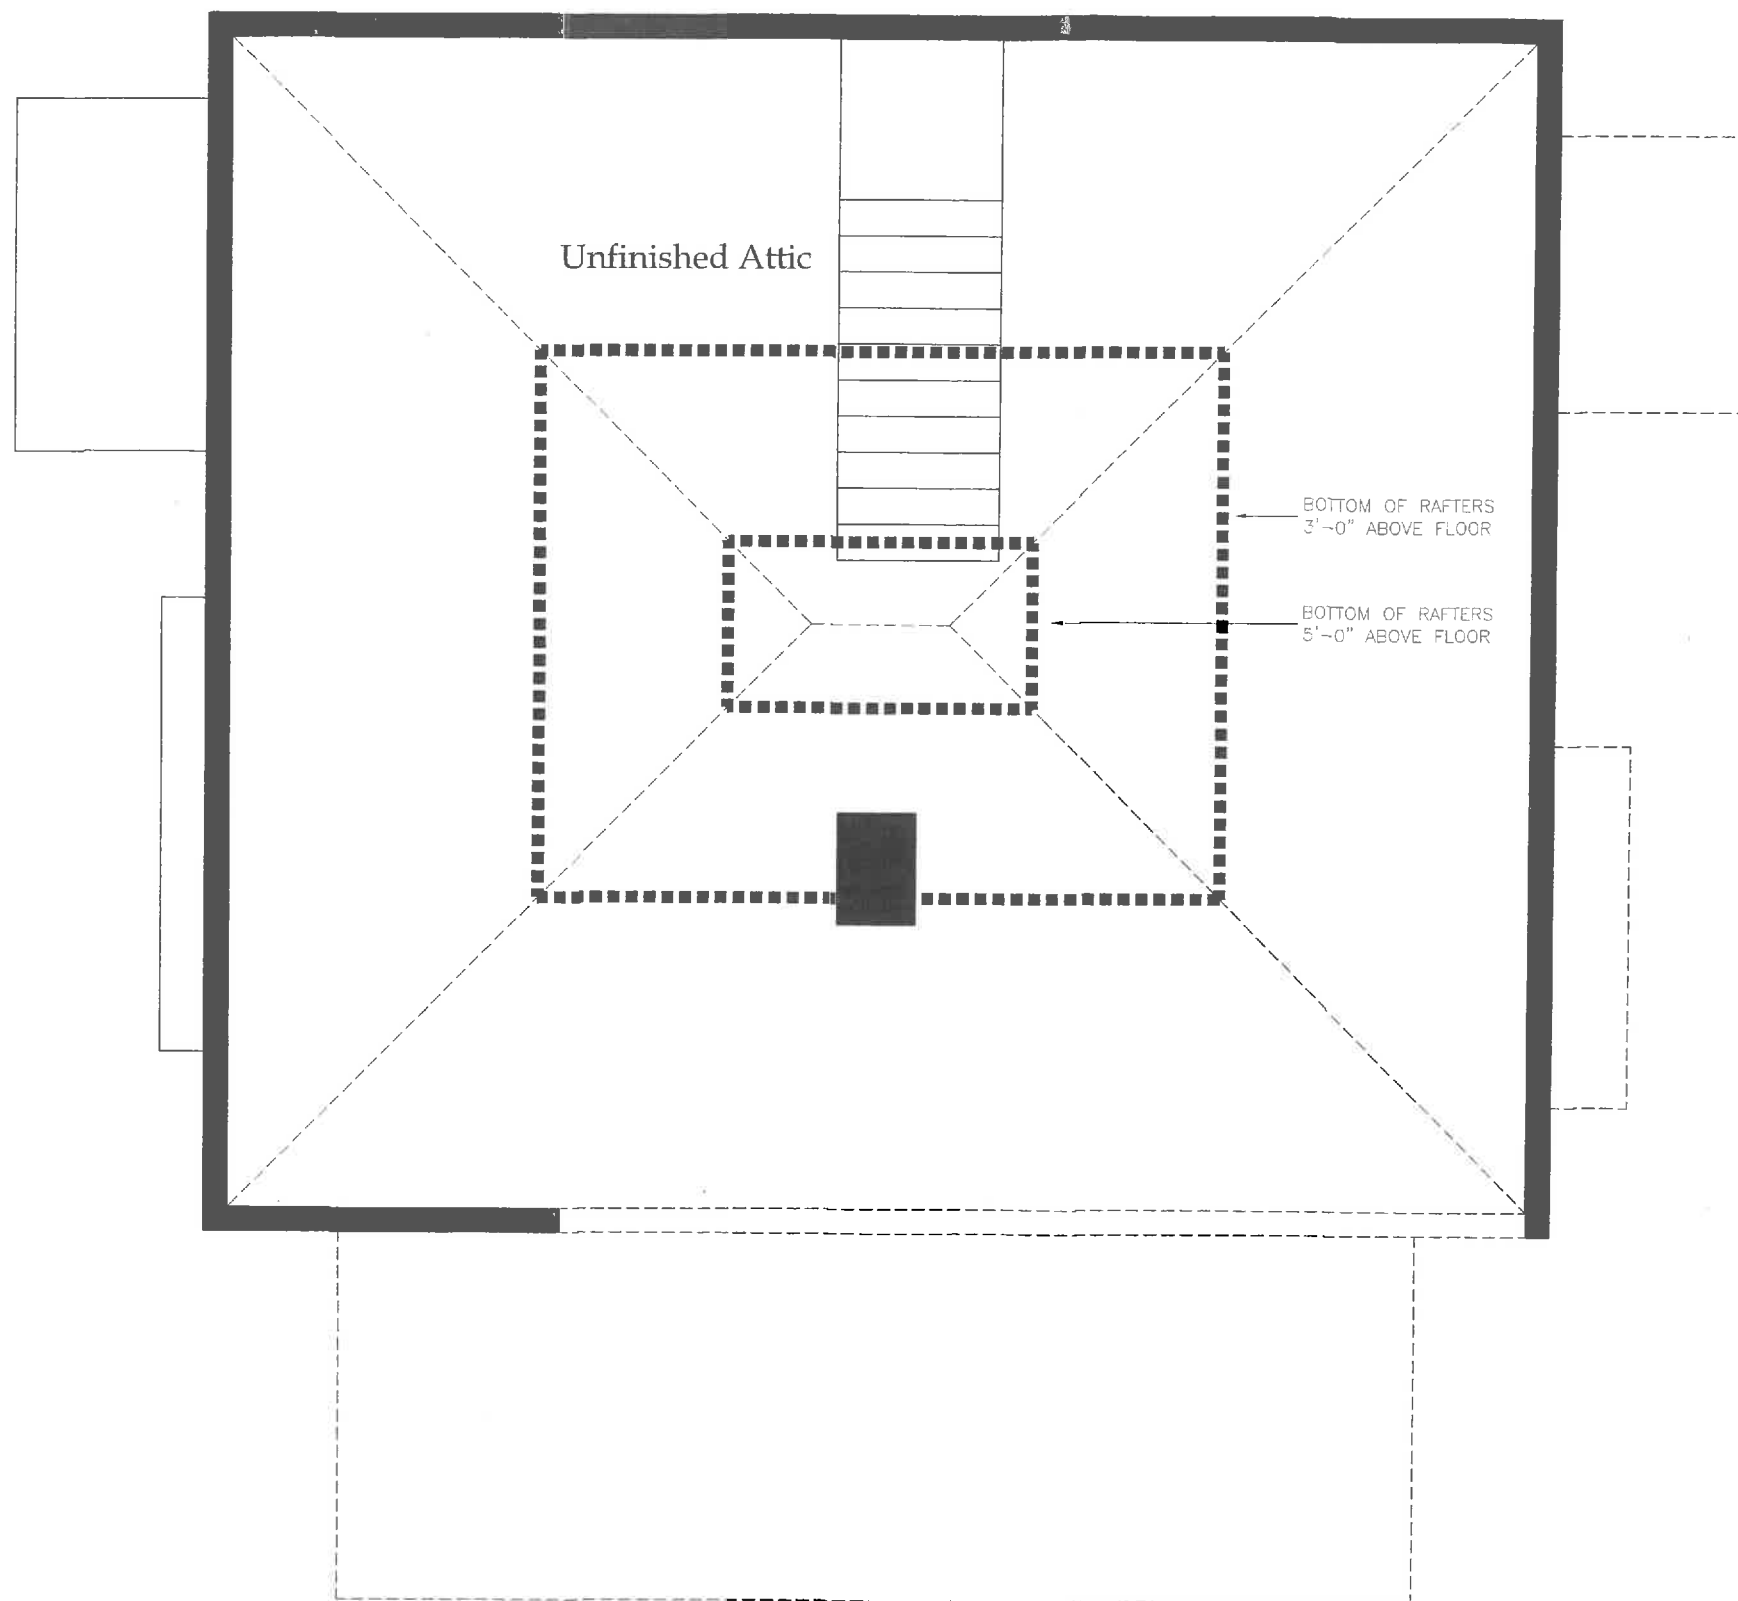 Unfinished Attic
BOTTOM OF RAFTERS
3'-0" ABOVE FLOOR
BOTTOM OF RAFTERS
5'-0" ABOVE FLOOR